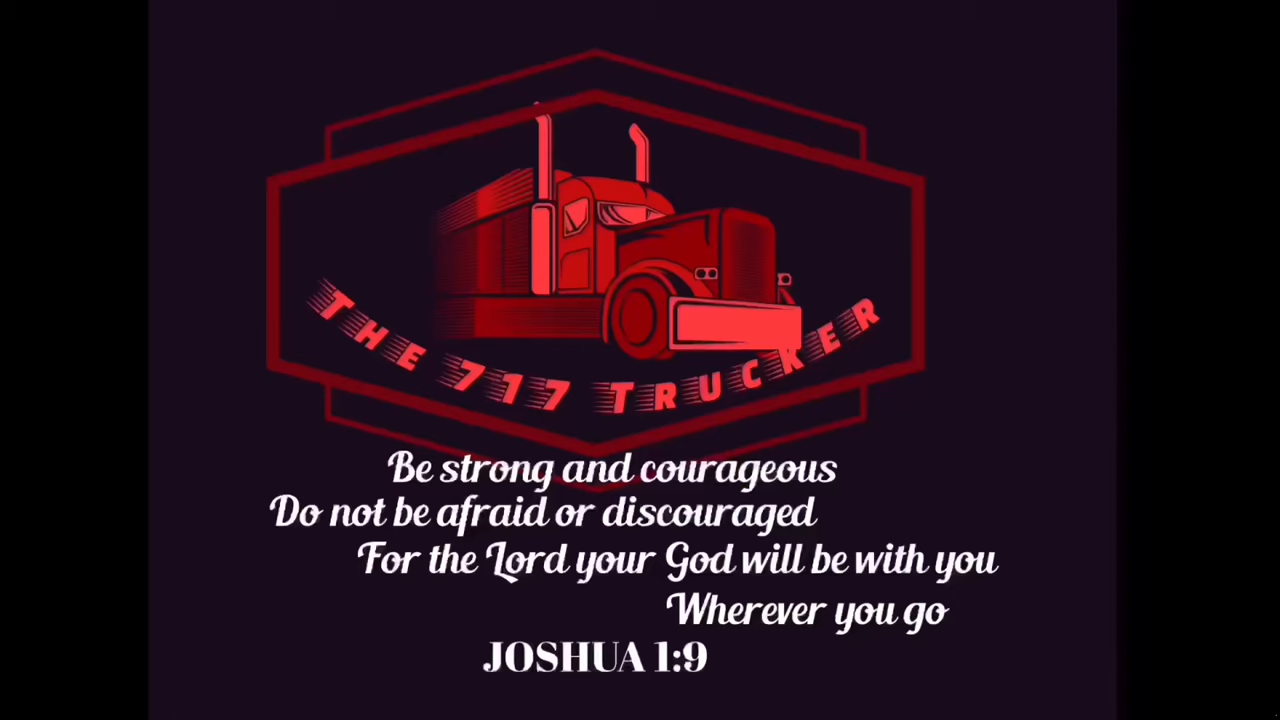 THE 717 TRUCKER
Be strong and courageous
Do not be afraid or discouraged
For the Lord your God will be with you
Wherever you go
JOSHUA 1:9